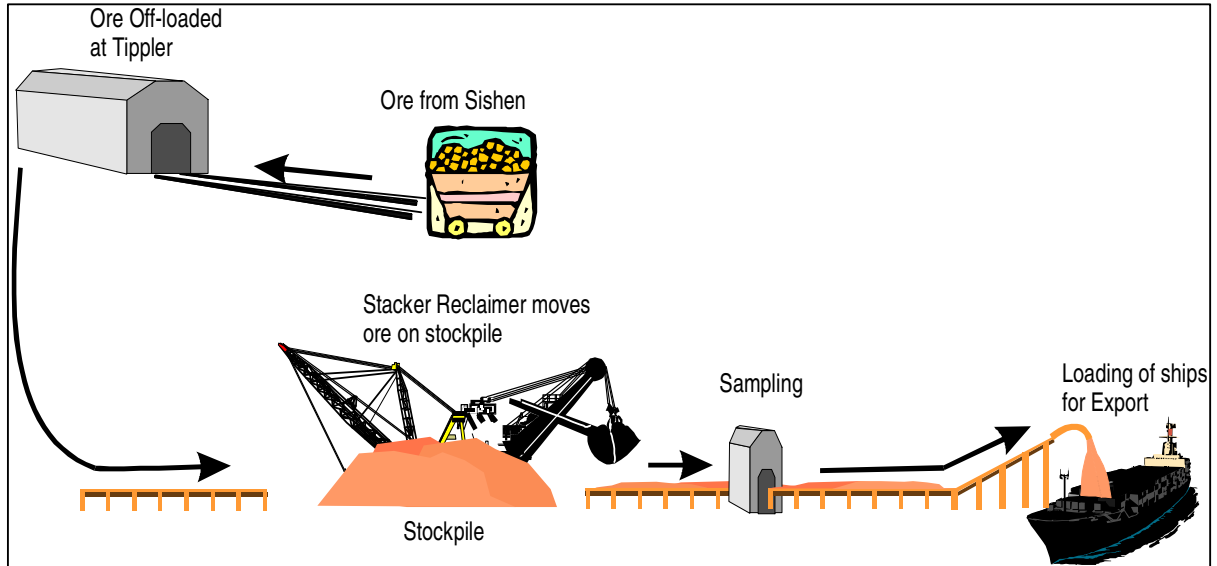 Ore Off-loaded
at Tippler
Ore from Sishen
Stacker Reclaimer moves
ore on stockpile
Sampling
Loading of ships
for Export
Stockpile